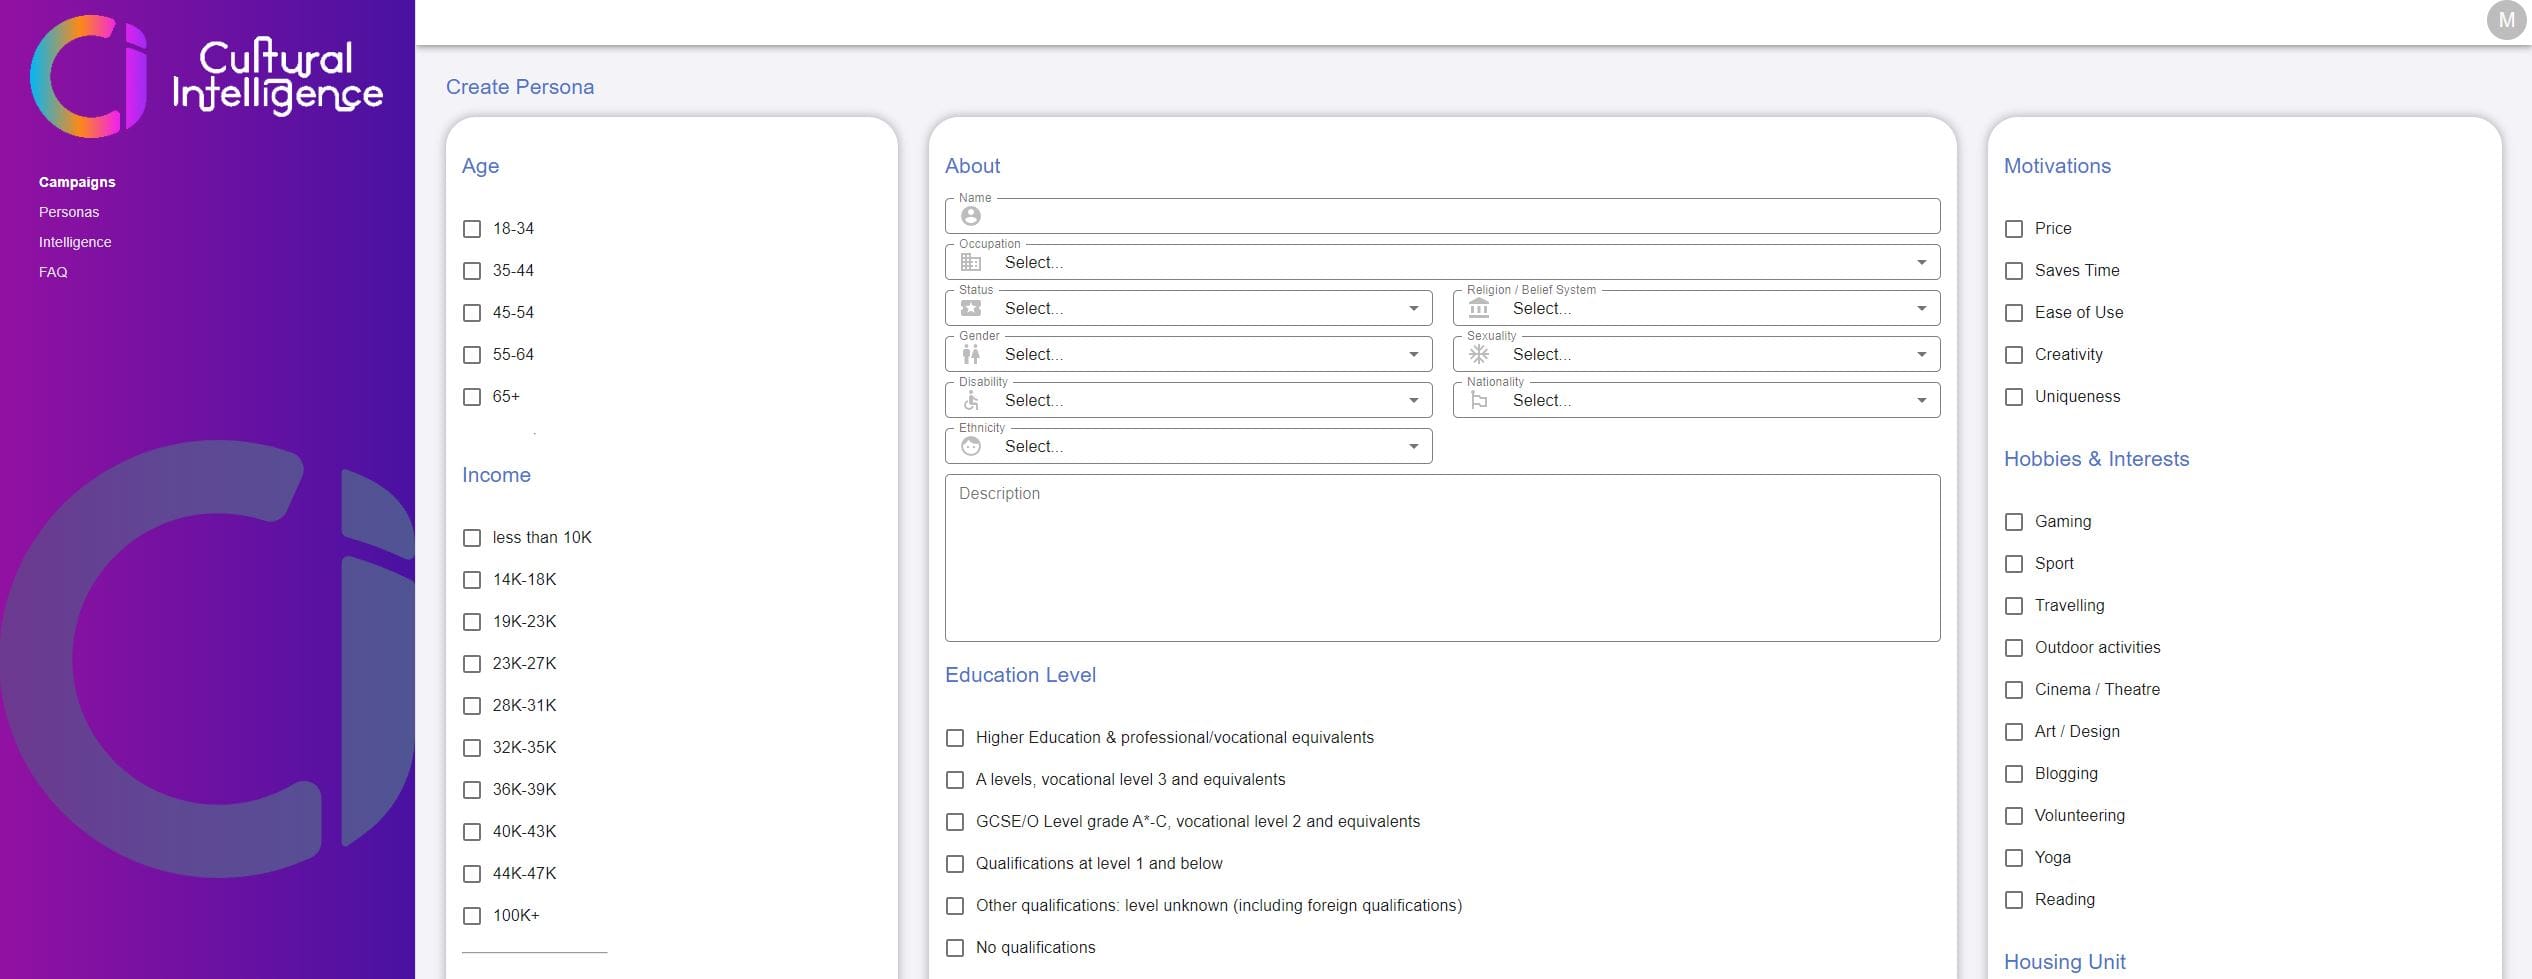 Cultural
Intelligence
Campaigns
Personas
Intelligence
FAQ
M
Create Persona
Age
18-34
35-44
45-54
55-64
65+
Income
less than 10K
14K-18K
19K-23K
23K-27K
28K-31K
32K-35K
36K-39K
40K-43K
44K-47K
100K+
About
Name
Occupation
Select...
Status
Select...
Religion / Belief System
Select...
Gender
Select...
Sexuality
Select...
Disability
Select...
Nationality
Select...
Ethnicity
Select...
Description
Education Level
Higher Education & professional/vocational equivalents
A levels, vocational level 3 and equivalents
GCSE/O Level grade A*-C, vocational level 2 and equivalents
Qualifications at level 1 and below
Other qualifications: level unknown (including foreign qualifications)
No qualifications
Motivations
Price
Saves Time
Ease of Use
Creativity
Uniqueness
Hobbies & Interests
Gaming
Sport
Travelling
Outdoor activities
Cinema / Theatre
Art / Design
Blogging
Volunteering
Yoga
Reading
Housing Unit